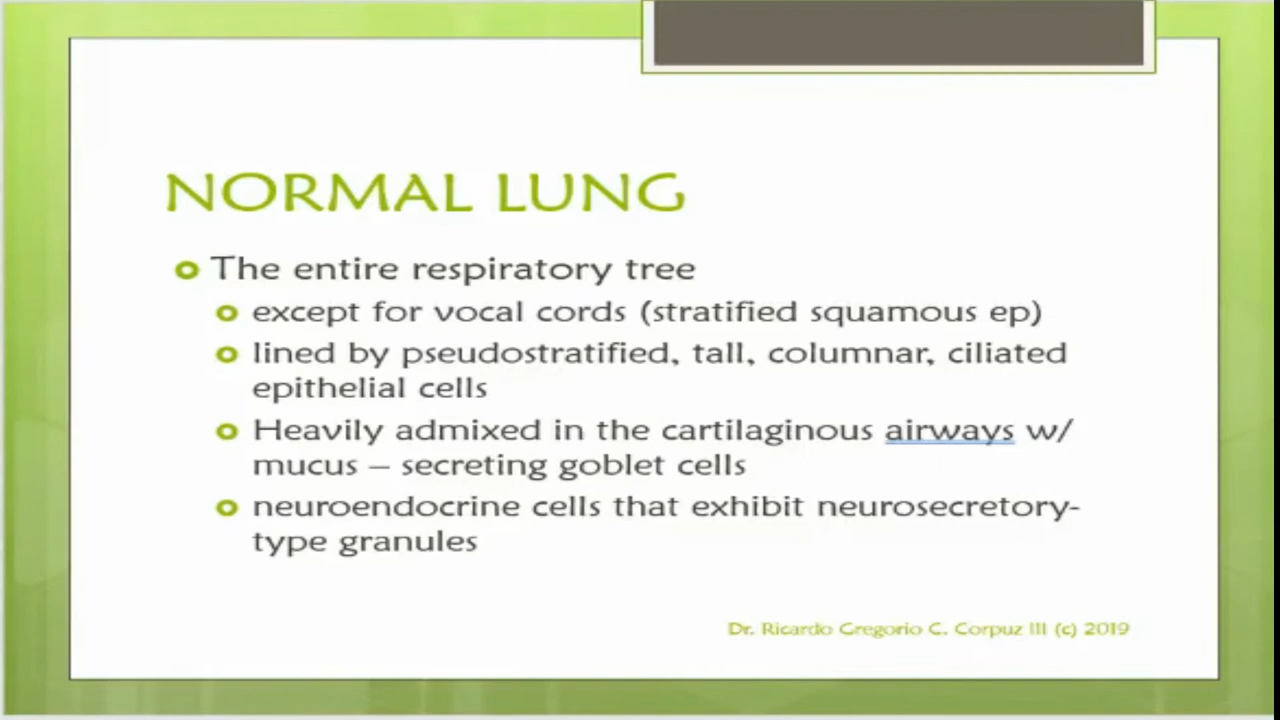 NORMAL LUNG
The entire respiratory tree
except for vocal cords (stratified squamous ep)
lined by pseudostratified, tall, columnar, ciliated
epithelial cells
Heavily admixed in the cartilaginous airways w/
mucus – secreting goblet cells
neuroendocrine cells that exhibit neurosecretory-
type granules
Dr. Ricardo Gregorio C. Corpuz III (c) 2019